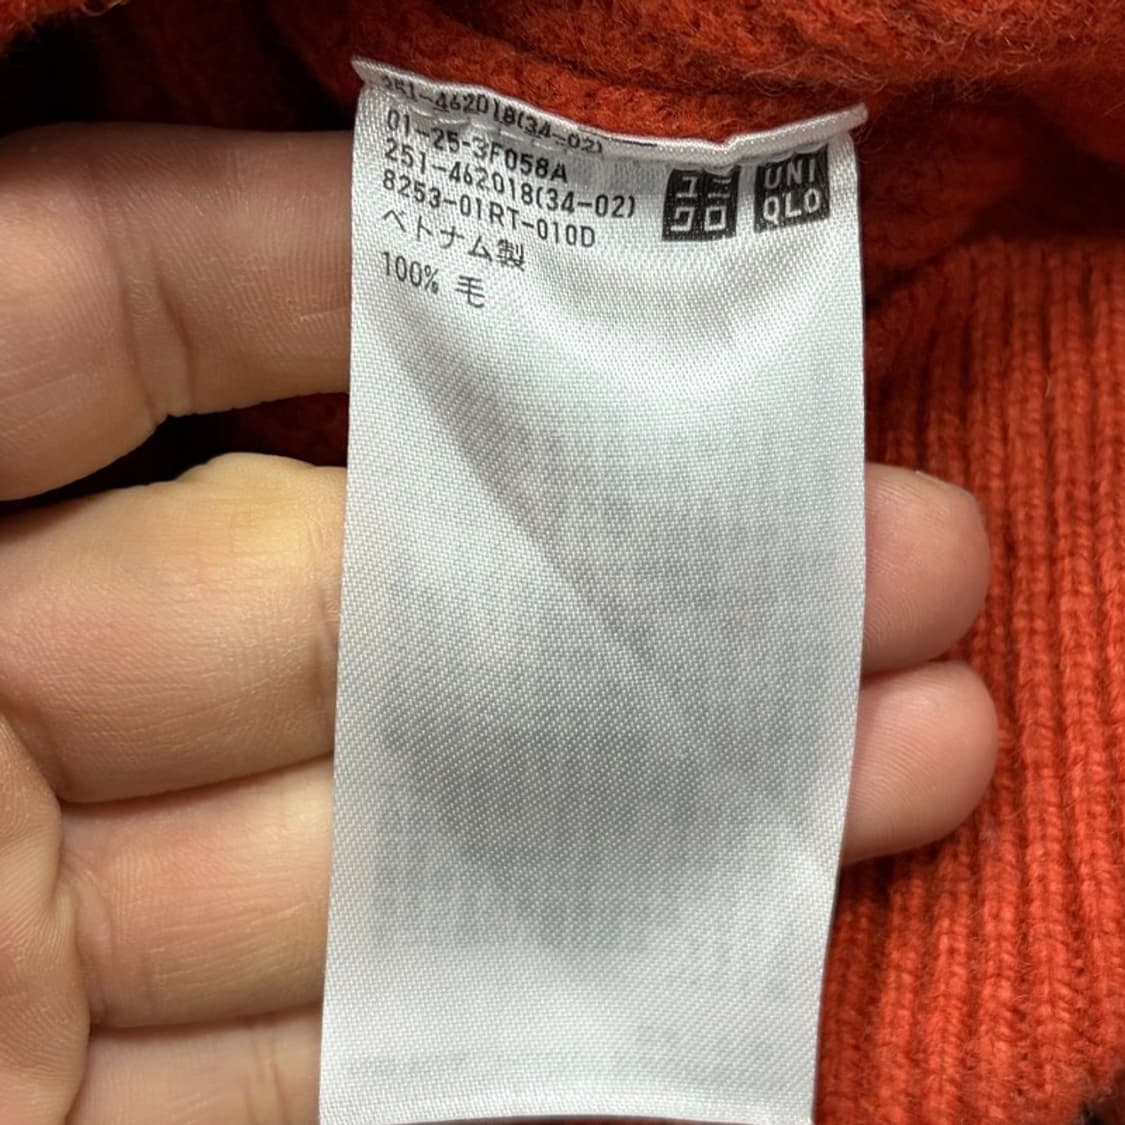 251-462018(34-02)
01-25-3F058A
251-462018(34-02)
8253-01RT-010D
ベトナム製
100% 毛
ユニ
クロ
UNI
QLO